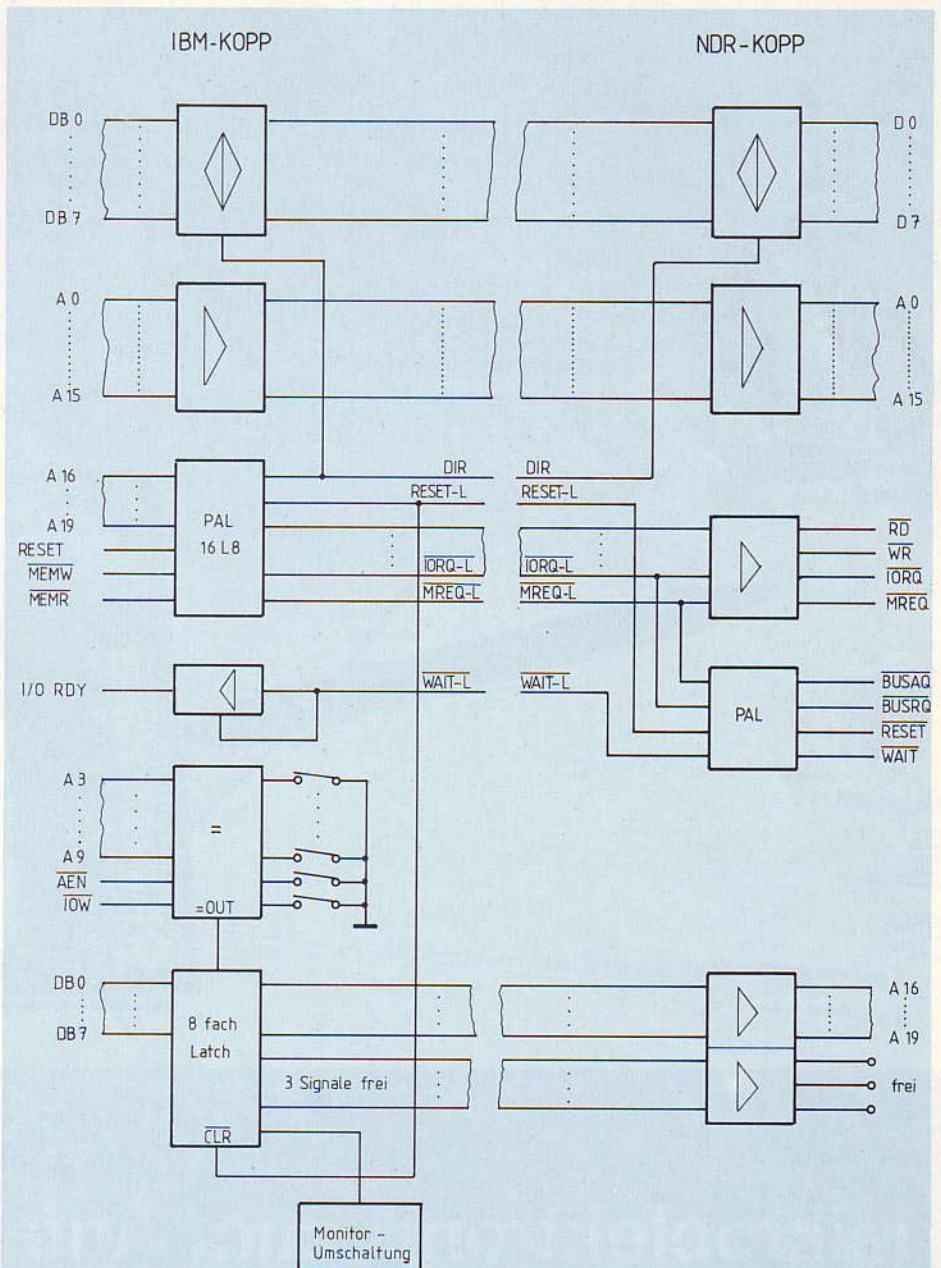 IBM-KOPP
NDR-KOPP
DB 0
DB 7
D 0
D 7
A 0
A 15
A 0
A 15
A 16
A 19
RESET
MEMW
MEMR
PAL
16 L8
DIR
RESET-L
IORQ-L
MREQ-L
DIR
RESET-L
IORQ-L
MREQ-L
RD
WR
IORQ
MREQ
I/O RDY
WAIT-L
WAIT-L
PAL
BUSAQ
BUSRQ
RESET
WAIT
A 3
A 9
AEN
IOW
=
=OUT
DB 0
DB 7
8 fach
Latch
CLR
3 Signale frei
A 16
A 19
frei
Monitor-
Umschaltung